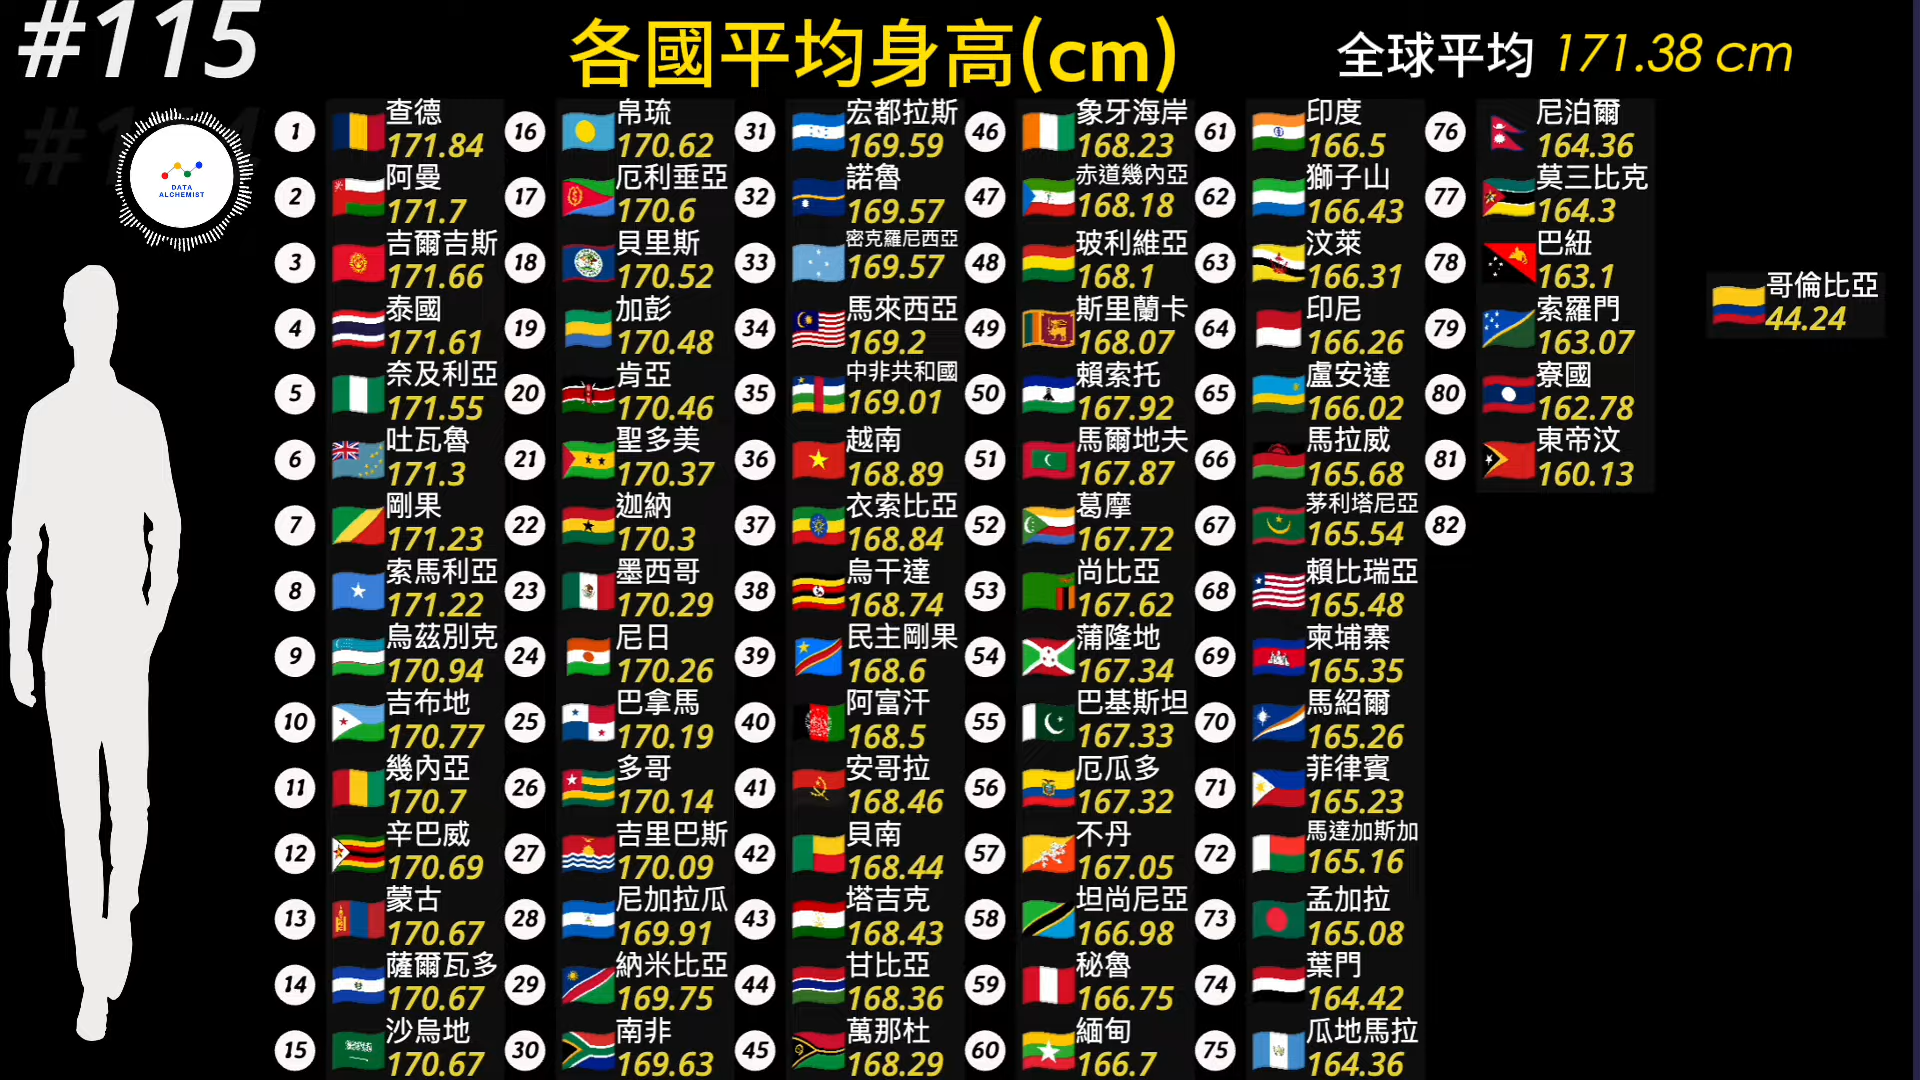 #115
各國平均身高(cm)
全球平均 171.38 cm
DATA
ALCHEMIST
1 查德 171.84
2 阿曼 171.7
3 吉爾吉斯 171.66
4 泰國 171.61
5 奈及利亞 171.55
6 吐瓦魯 171.3
7 剛果 171.23
8 索馬利亞 171.22
9 烏茲別克 170.94
10 吉布地 170.77
11 幾內亞 170.7
12 辛巴威 170.69
13 蒙古 170.67
14 薩爾瓦多 170.67
15 沙烏地 170.67
16 帛琉 170.62
17 厄利垂亞 170.6
18 貝里斯 170.52
19 加彭 170.48
20 肯亞 170.46
21 聖多美 170.37
22 迦納 170.3
23 墨西哥 170.29
24 尼日 170.26
25 巴拿馬 170.19
26 多哥 170.14
27 吉里巴斯 170.09
28 尼加拉瓜 169.91
29 納米比亞 169.75
30 南非 169.63
31 宏都拉斯 169.59
32 諾魯 169.57
33 密克羅尼西亞 169.57
34 馬來西亞 169.2
35 中非共和國 169.01
36 越南 168.89
37 衣索比亞 168.84
38 烏干達 168.74
39 民主剛果 168.6
40 阿富汗 168.5
41 安哥拉 168.46
42 貝南 168.44
43 塔吉克 168.43
44 甘比亞 168.36
45 萬那杜 168.29
46 象牙海岸 168.23
47 赤道幾內亞 168.18
48 玻利維亞 168.1
49 斯里蘭卡 168.07
50 賴索托 167.92
51 馬爾地夫 167.87
52 葛摩 167.72
53 尚比亞 167.62
54 蒲隆地 167.34
55 巴基斯坦 167.33
56 厄瓜多 167.32
57 不丹 167.05
58 坦尚尼亞 166.98
59 秘魯 166.75
60 緬甸 166.7
61 印度 166.5
62 獅子山 166.43
63 汶萊 166.31
64 印尼 166.26
65 盧安達 166.02
66 馬拉威 165.68
67 茅利塔尼亞 165.54
68 賴比瑞亞 165.48
69 柬埔寨 165.35
70 馬紹爾 165.26
71 菲律賓 165.23
72 馬達加斯加 165.16
73 孟加拉 165.08
74 葉門 164.42
75 瓜地馬拉 164.36
76 尼泊爾 164.36
77 莫三比克 164.3
78 巴紐 163.1
79 索羅門 163.07
80 寮國 162.78
81 東帝汶 160.13
82
哥倫比亞
44.24